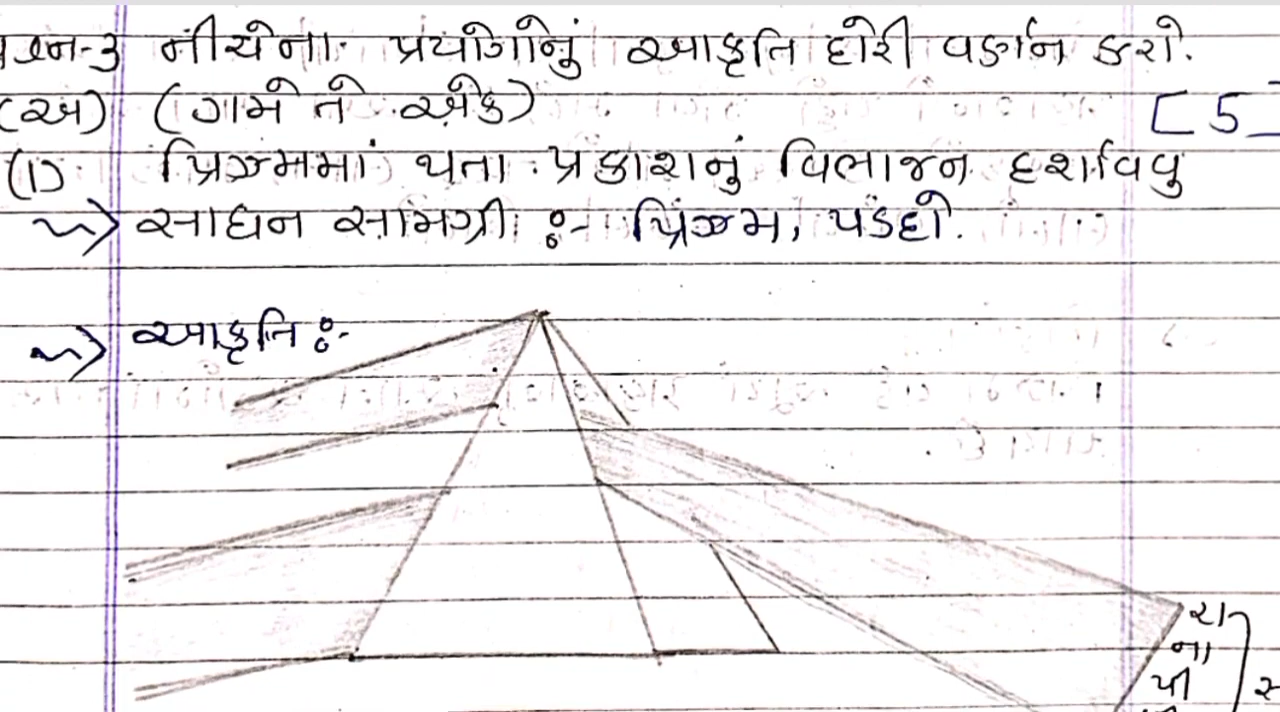 પ્રશ્ન-૩ નીચેના પ્રયોગોનું આકૃતિ દોરી વર્ણન કરો.
(અ) (ગમે તે એક) [5]
(1) પ્રિઝમમાં થતા પ્રકાશનું વિભાજન દર્શાવવુ
સાધન સામગ્રી :- પ્રિઝમ, પડદો.
આકૃતિ :-
રા
ના
પી